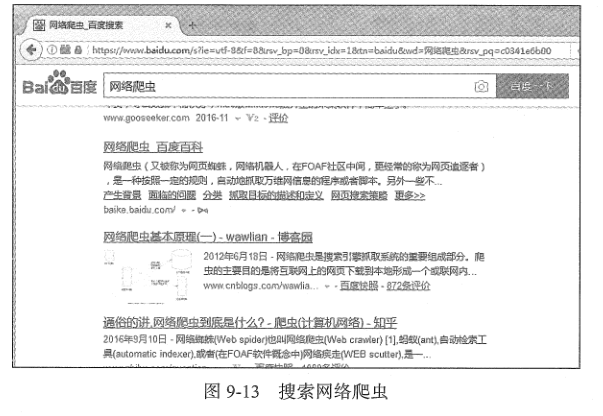 网络爬虫_百度搜索
https://www.baidu.com/s?ie=utf-8&f=8&rsv_bp=0&rsv_idx=1&tn=baidu&wd=网络爬虫&rsv_pq=c0341e6b00
Bai 百度 网络爬虫 百度一下
www.gooseeker.com 2016-11 - 评价
网络爬虫_百度百科
网络爬虫（又被称为网页蜘蛛，网络机器人，在FOAF社区中间，更经常的称为网页追逐者）
，是一种按照一定的规则，自动地抓取万维网信息的程序或者脚本。另外一些不...
产生背景 面临的问题 分类 抓取目标的描述和定义 网页搜索策略 更多>>
baike.baidu.com/
网络爬虫基本原理(一) - wawlian - 博客园
2012年6月18日 - 网络爬虫是搜索引擎抓取系统的重要组成部分。爬
虫的主要目的是将互联网上的网页下载到本地形成一个或联网内...
www.cnblogs.com/wawlia... - 百度快照 - 872条评价
通俗的讲,网络爬虫到底是什么? - 爬虫(计算机网络) - 知乎
2016年9月10日 - 网络蜘蛛(Web spider)也叫网络爬虫(Web crawler) [1],蚂蚁(ant),自动检索工
具(automatic indexer),或者(在FOAF软件概念中)网络疾走(WEB scutter),是一...
图 9-13 搜索网络爬虫